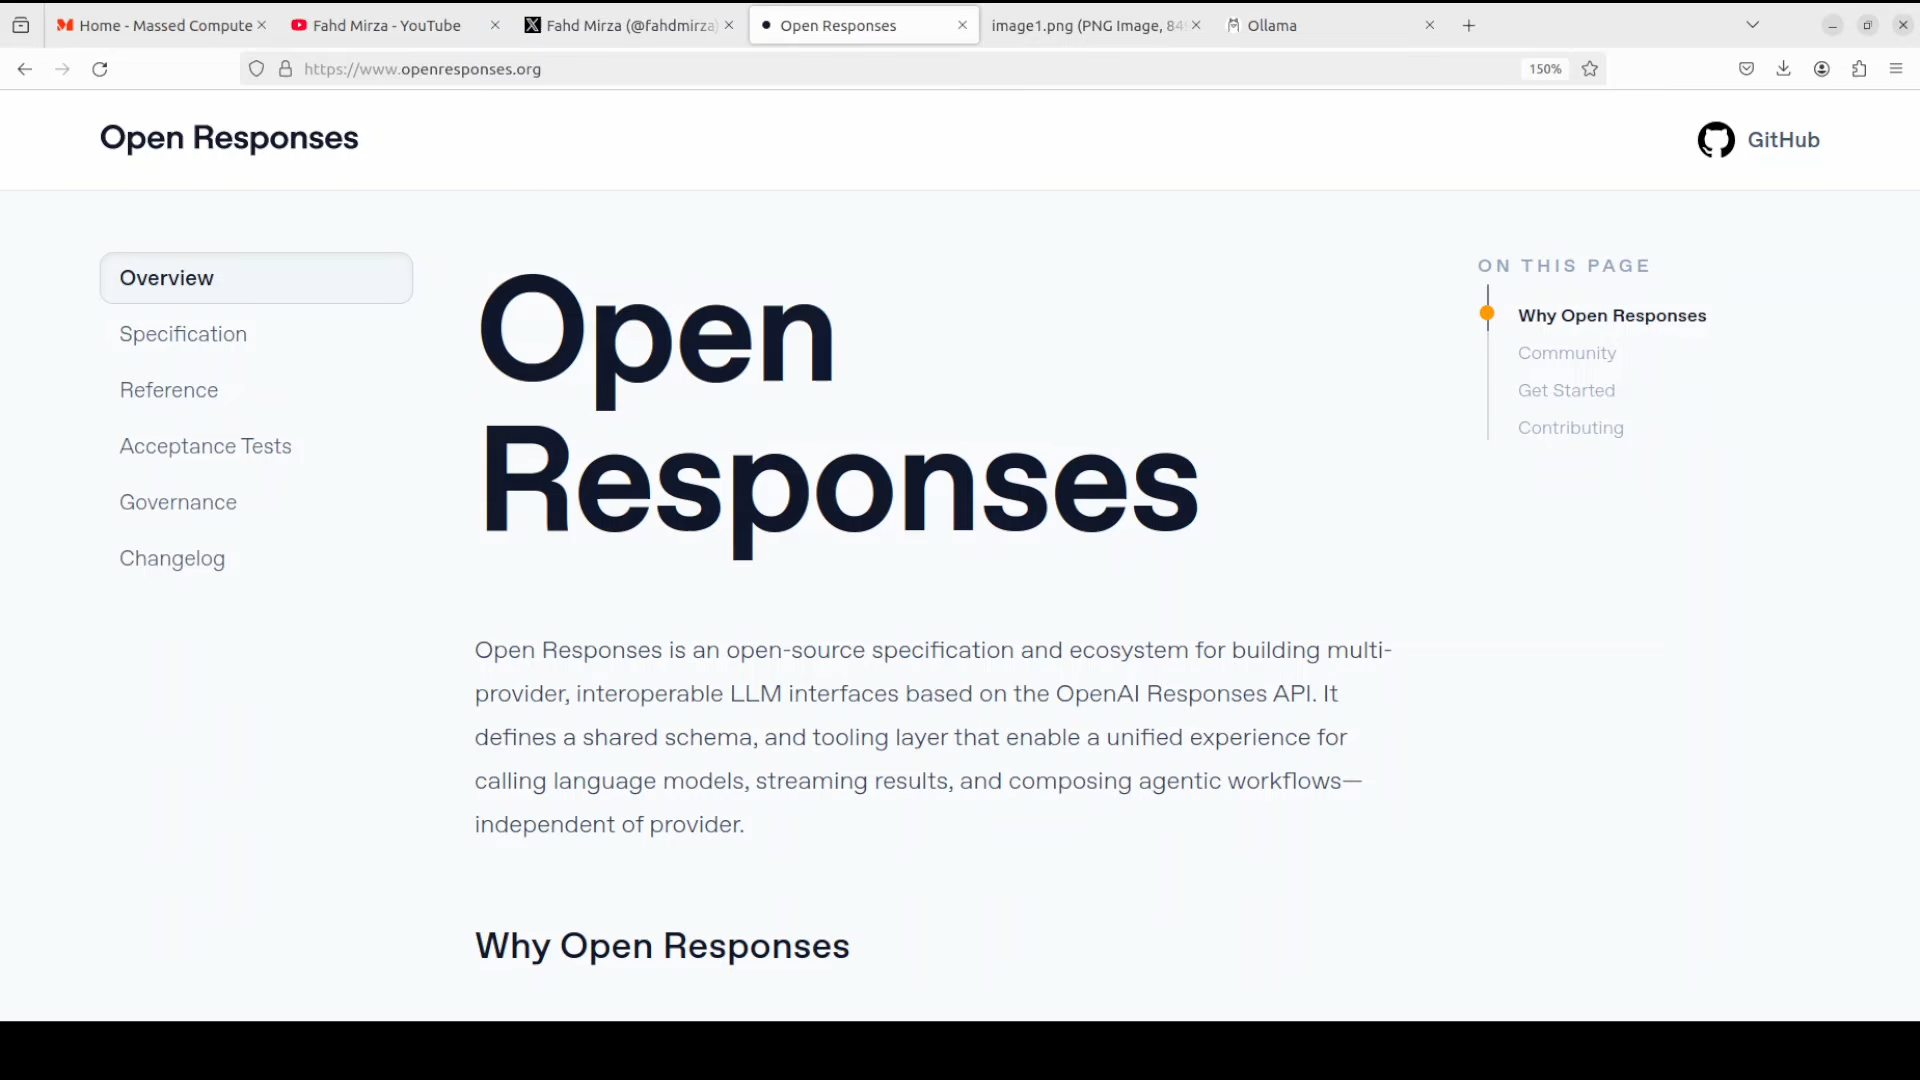 Home - Massed Compute
Fahd Mirza - YouTube
Fahd Mirza (@fahdmirza)
Open Responses
image1.png (PNG Image, 84
Ollama
https://www.openresponses.org
150%
Open Responses
GitHub
Overview
Specification
Reference
Acceptance Tests
Governance
Changelog
Open
Responses
Open Responses is an open-source specification and ecosystem for building multi-
provider, interoperable LLM interfaces based on the OpenAI Responses API. It
defines a shared schema, and tooling layer that enable a unified experience for
calling language models, streaming results, and composing agentic workflows—
independent of provider.
Why Open Responses
ON THIS PAGE
Why Open Responses
Community
Get Started
Contributing